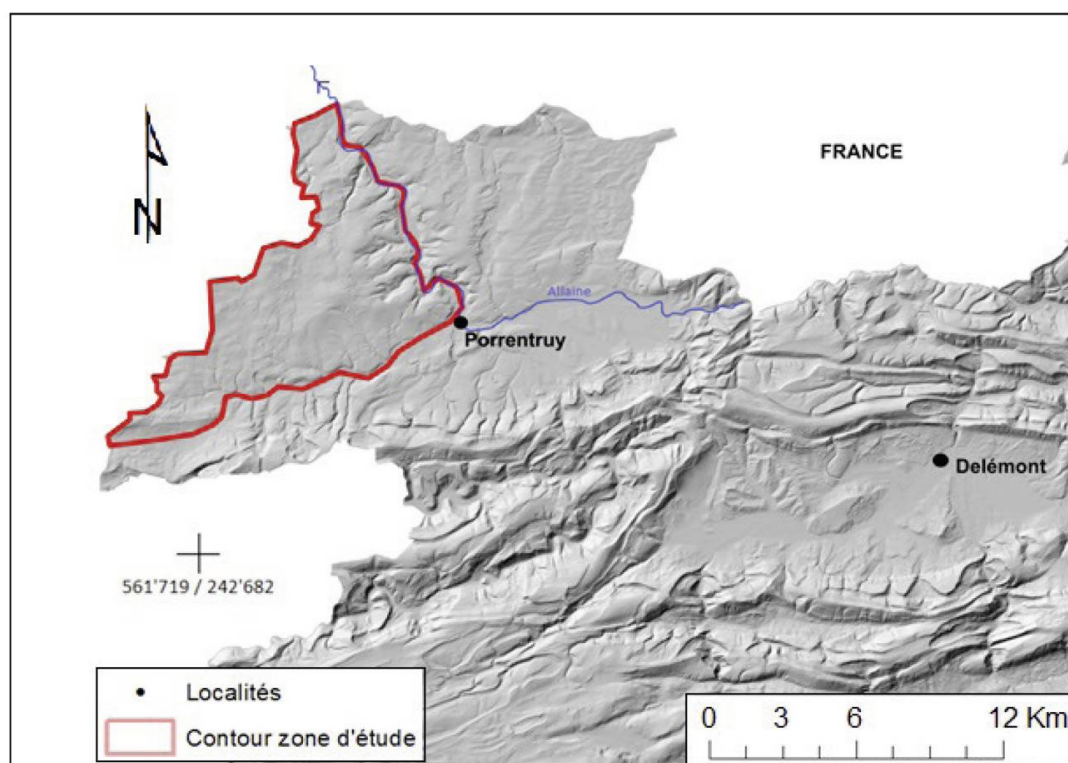 FRANCE
N
Allaine
Porrentruy
Delémont
561'719 / 242'682
Localités
Contour zone d'étude
0 3 6 12 Km